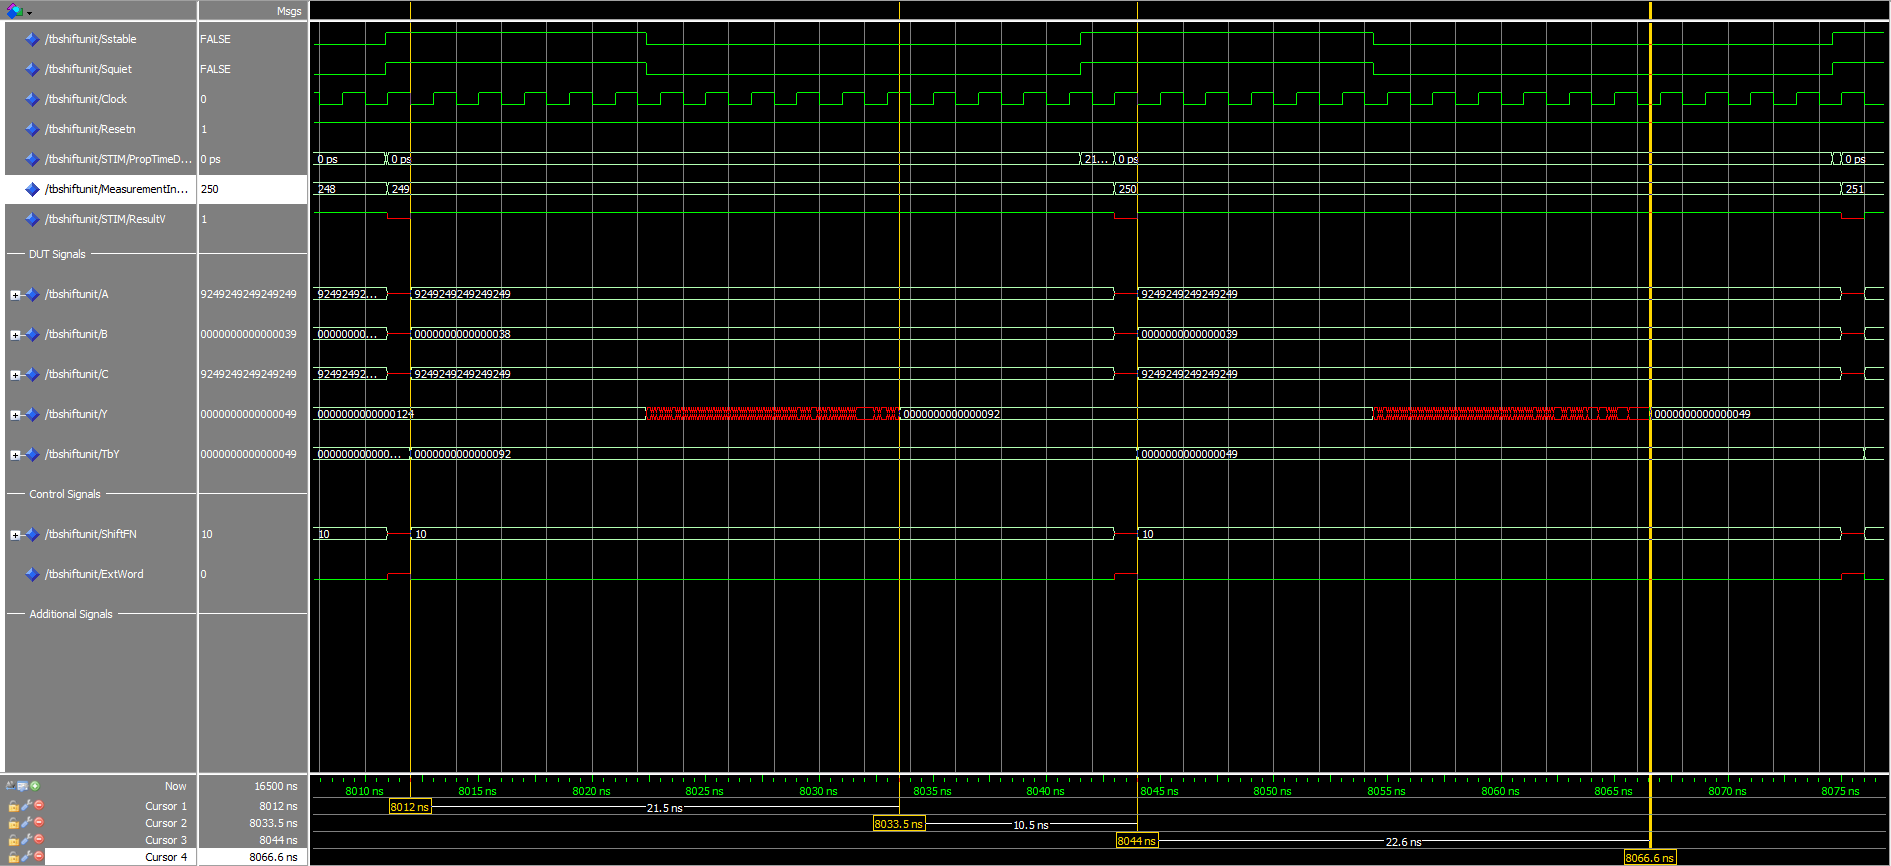 Msgs
/tbshiftunit/Sstable FALSE
/tbshiftunit/Squiet FALSE
/tbshiftunit/Clock 0
/tbshiftunit/Resetn 1
/tbshiftunit/STIM/PropTimeD... 0 ps 0 ps 0 ps 21... 0 ps 0 ps
/tbshiftunit/MeasurementIn... 250 248 249 250 251
/tbshiftunit/STIM/ResultV 1
DUT Signals
/tbshiftunit/A 9249249249249249 92492492... 9249249249249249 9249249249249249
/tbshiftunit/B 0000000000000039 00000000... 0000000000000038 0000000000000039
/tbshiftunit/C 9249249249249249 92492492... 9249249249249249 9249249249249249
/tbshiftunit/Y 0000000000000049 0000000000000124 0000000000000092 0000000000000049
/tbshiftunit/TbY 0000000000000049 000000000000... 0000000000000092 0000000000000049
Control Signals
/tbshiftunit/ShiftFN 10 10 10 10
/tbshiftunit/ExtWord 0
Additional Signals
Now 16500 ns 8010 ns 8015 ns 8020 ns 8025 ns 8030 ns 8035 ns 8040 ns 8045 ns 8050 ns 8055 ns 8060 ns 8065 ns 8070 ns 8075 ns
Cursor 1 8012 ns 8012 ns 21.5 ns
Cursor 2 8033.5 ns 8033.5 ns 10.5 ns
Cursor 3 8044 ns 8044 ns 22.6 ns
Cursor 4 8066.6 ns 8066.6 ns